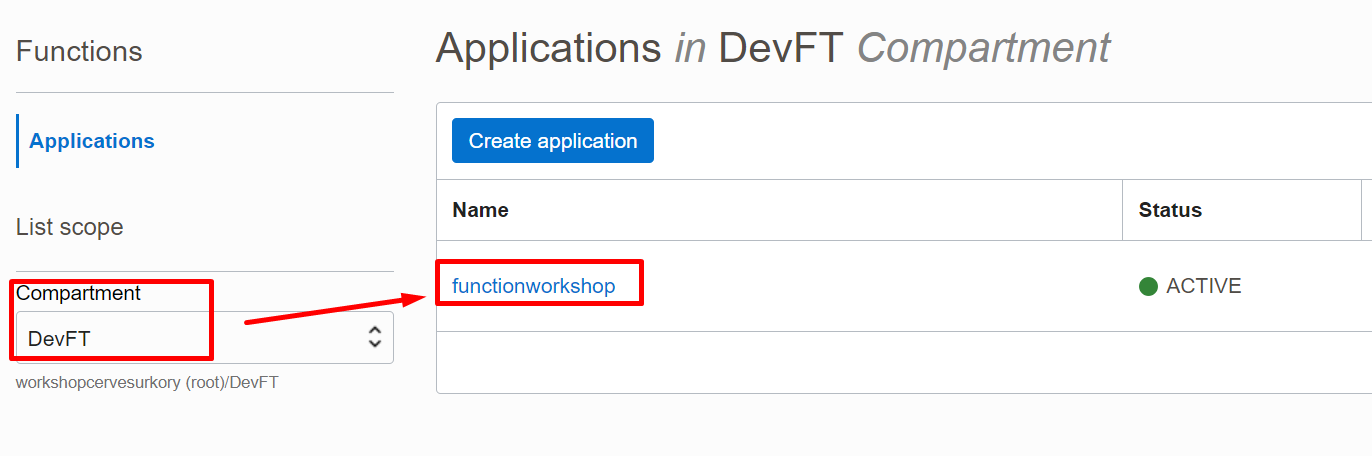 Functions
Applications
List scope
Compartment
DevFT
workshopcervesurkory (root)/DevFT
Applications in DevFT Compartment
Create application
Name Status
functionworkshop ACTIVE